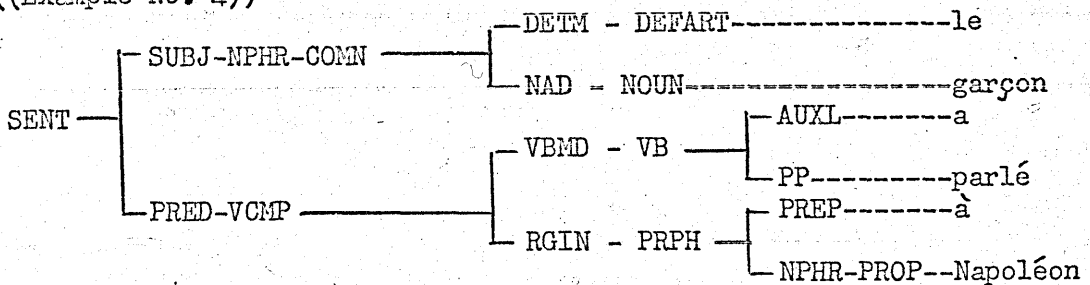 ((Example No. 4))
DETM - DEFART-----------le
SUBJ-NPHR-COMN
NAD - NOUN--------------garçon
SENT
AUXL-------a
VBMD - VB
PP---------parlé
PRED-VCMP
PREP-------à
RGIN - PRPH
NPHR-PROP--Napoléon